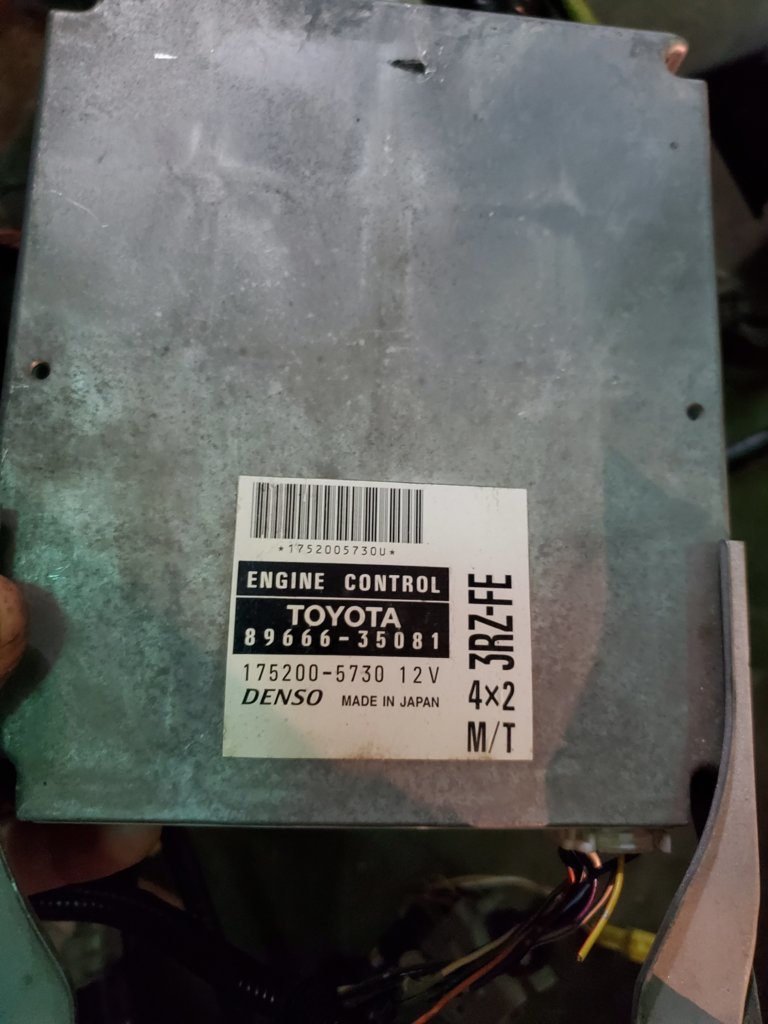 *1752005730U*
ENGINE CONTROL
TOYOTA
89666-35081
175200-5730 12V
DENSO MADE IN JAPAN
3RZ-FE
4×2
M/T